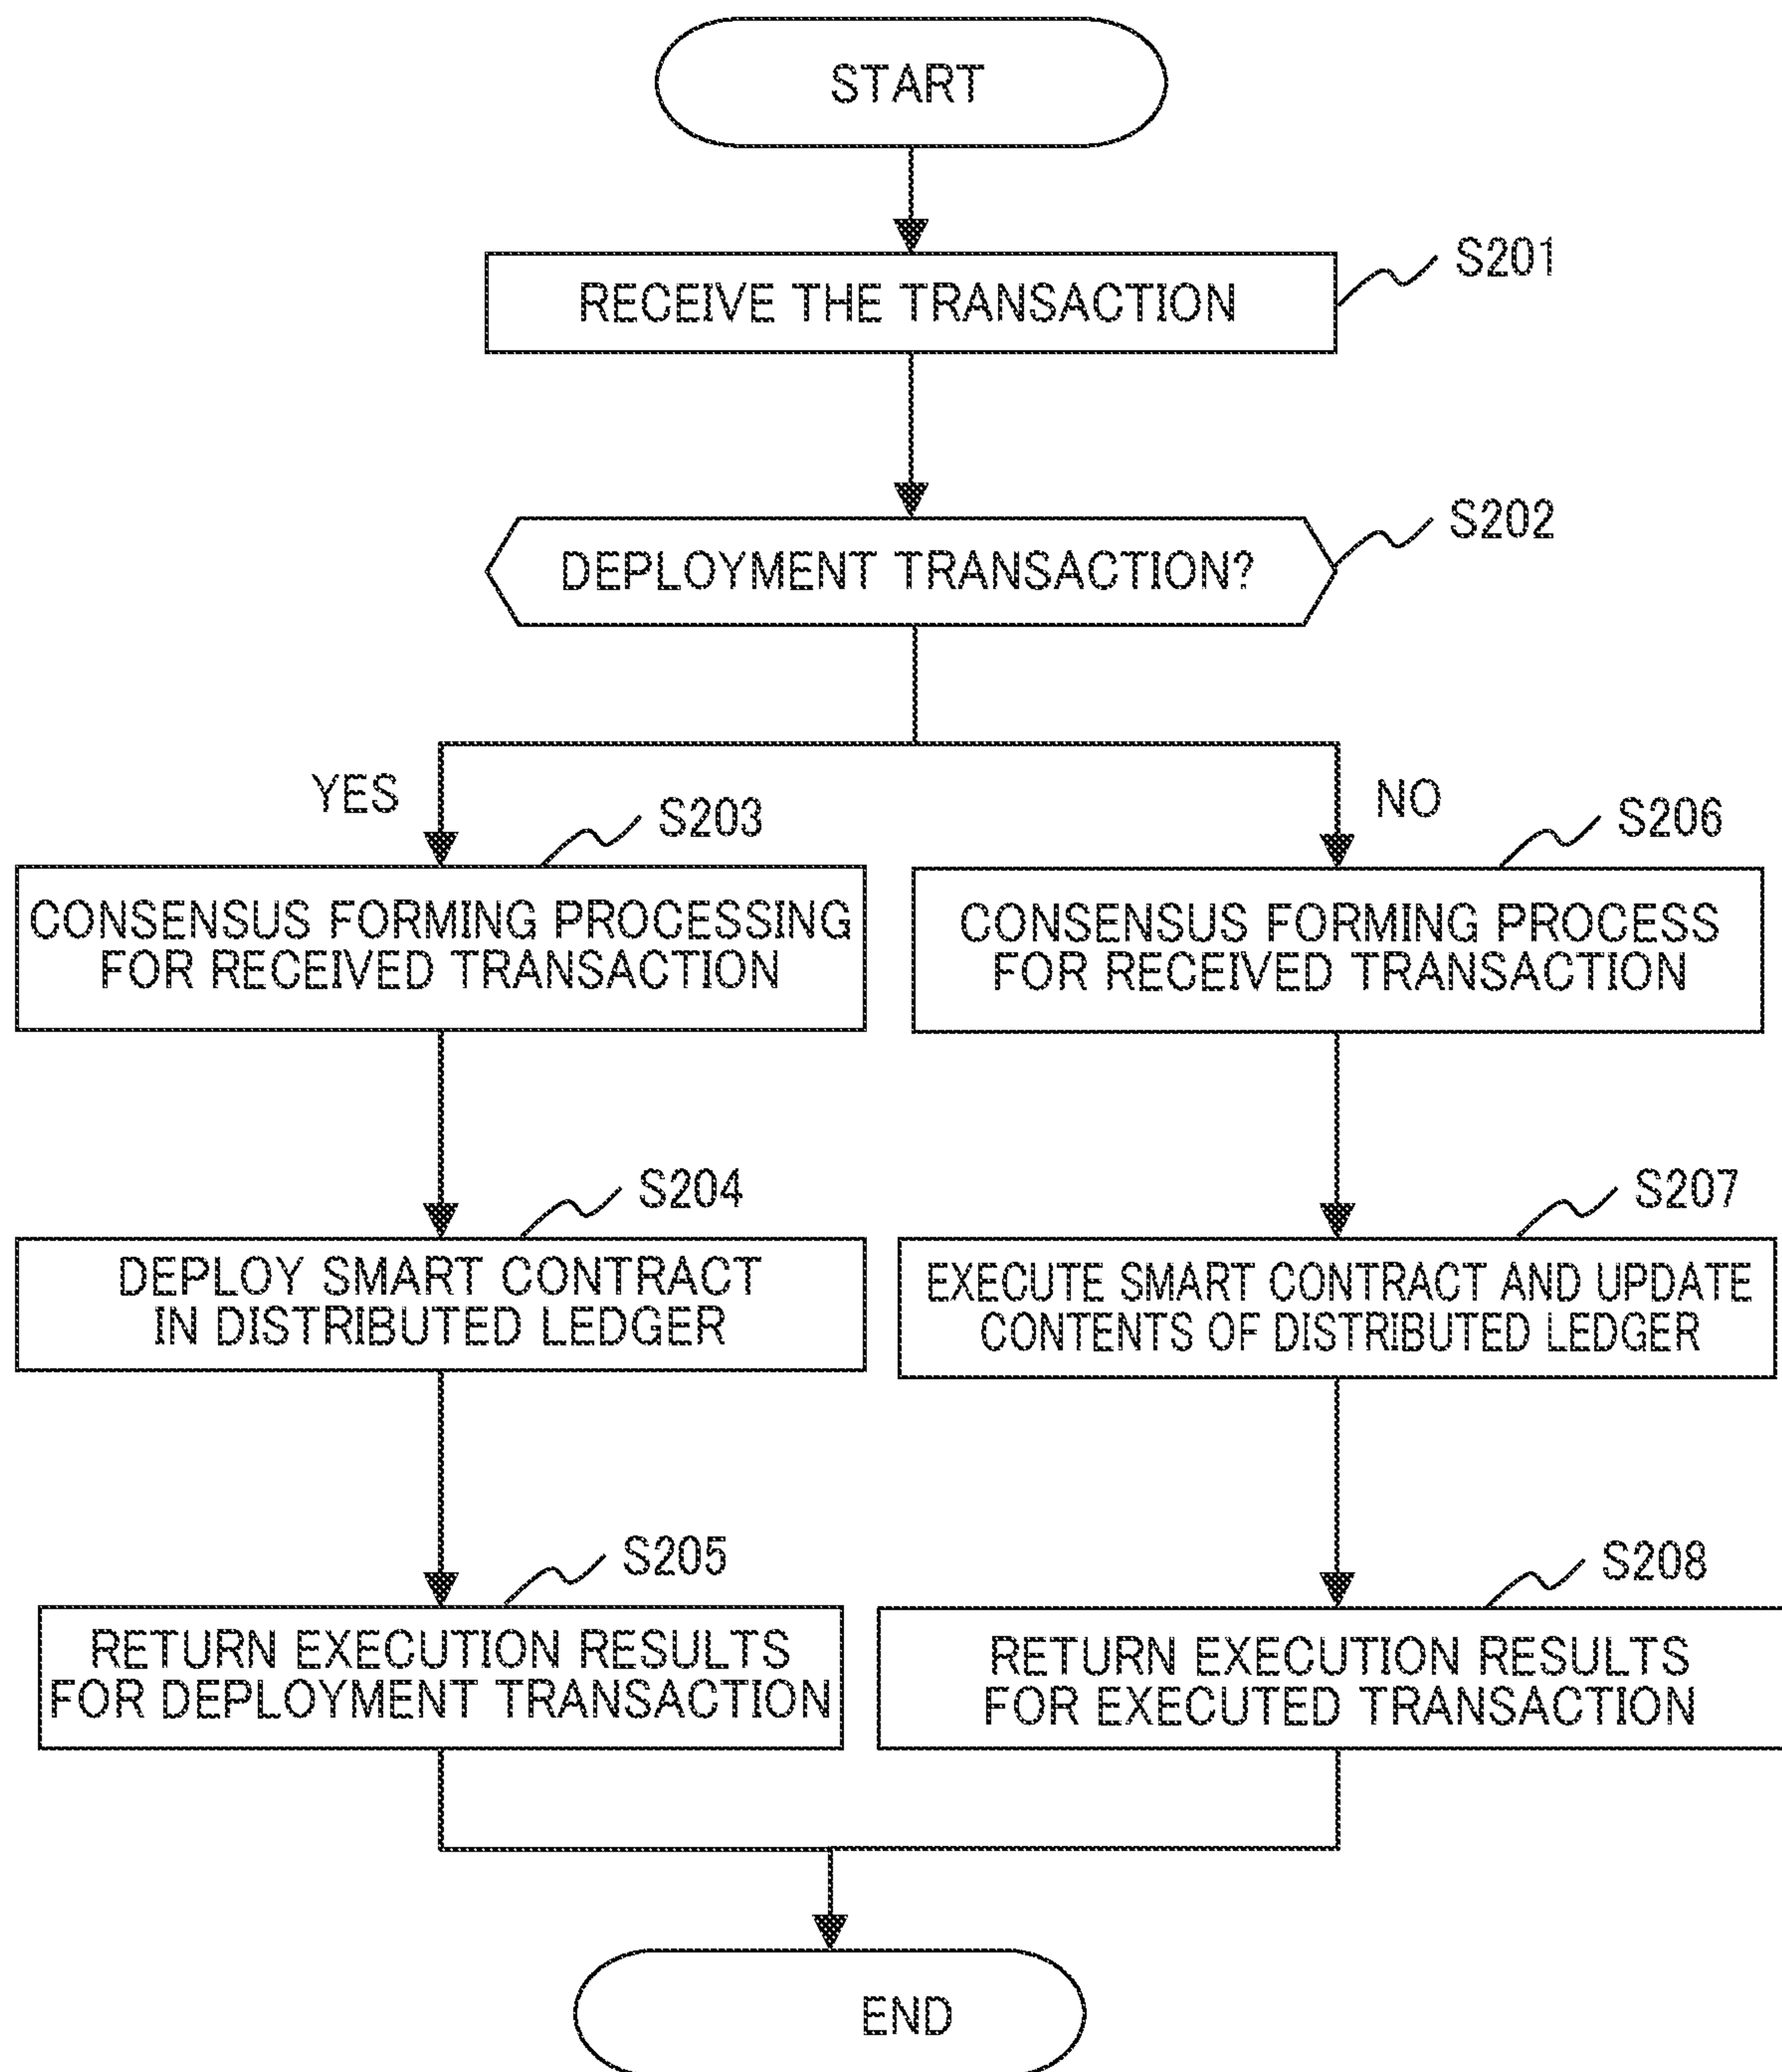 START
S201
RECEIVE THE TRANSACTION
S202
DEPLOYMENT TRANSACTION?
YES
NO
S203
CONSENSUS FORMING PROCESSING
FOR RECEIVED TRANSACTION
S206
CONSENSUS FORMING PROCESS
FOR RECEIVED TRANSACTION
S204
DEPLOY SMART CONTRACT
IN DISTRIBUTED LEDGER
S207
EXECUTE SMART CONTRACT AND UPDATE
CONTENTS OF DISTRIBUTED LEDGER
S205
RETURN EXECUTION RESULTS
FOR DEPLOYMENT TRANSACTION
S208
RETURN EXECUTION RESULTS
FOR EXECUTED TRANSACTION
END